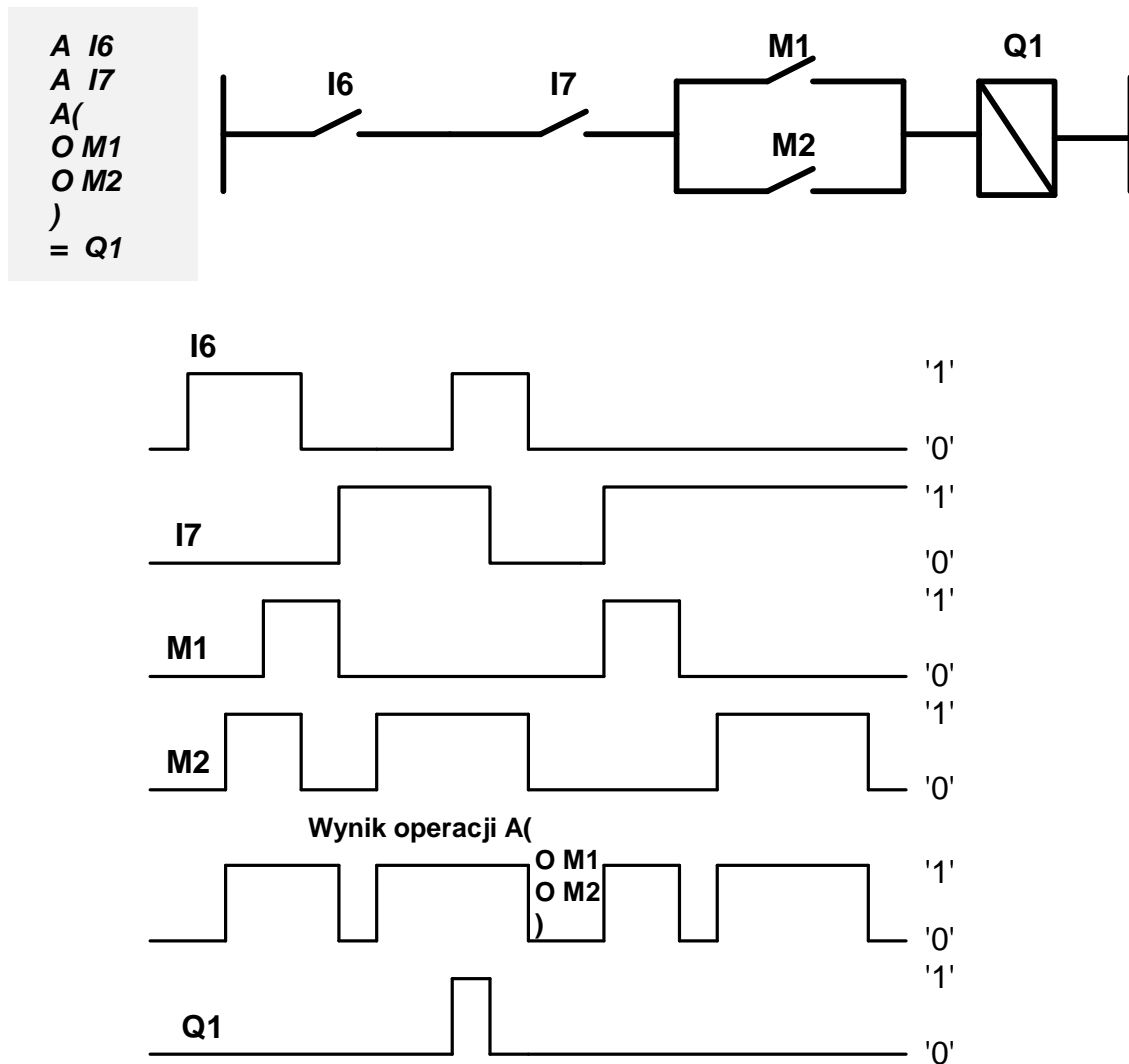 A I6
A I7
A(
O M1
O M2
)
= Q1
I6
I7
M1
M2
Q1
I6
'1'
'0'
I7
'1'
'0'
M1
'1'
'0'
M2
'1'
'0'
Wynik operacji A(
O M1
O M2
)
'1'
'0'
Q1
'1'
'0'